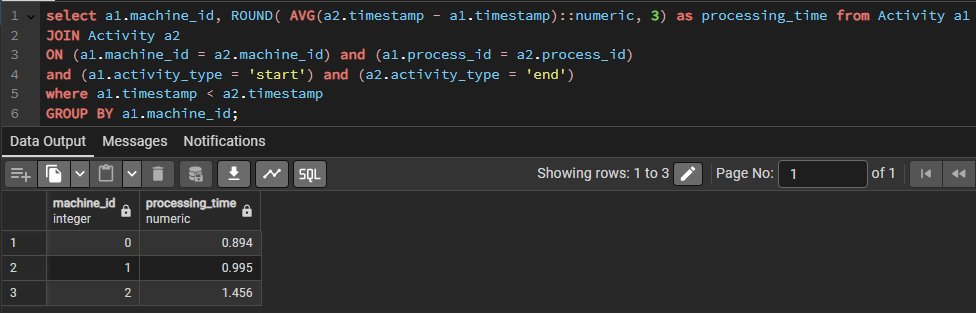 1 select a1.machine_id, ROUND( AVG(a2.timestamp - a1.timestamp)::numeric, 3) as processing_time from Activity a1
2 JOIN Activity a2
3 ON (a1.machine_id = a2.machine_id) and (a1.process_id = a2.process_id)
4 and (a1.activity_type = 'start') and (a2.activity_type = 'end')
5 where a1.timestamp < a2.timestamp
6 GROUP BY a1.machine_id;
Data Output Messages Notifications
SQL Showing rows: 1 to 3 Page No: 1 of 1
machine_id processing_time
integer numeric
1 0 0.894
2 1 0.995
3 2 1.456